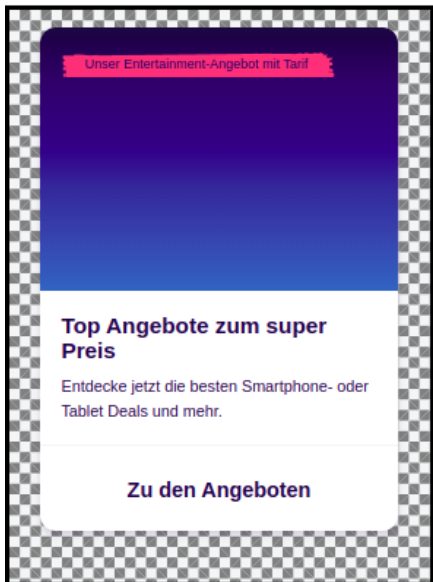 Unser Entertainment-Angebot mit Tarif
Top Angebote zum super
Preis
Entdecke jetzt die besten Smartphone- oder
Tablet Deals und mehr.
Zu den Angeboten